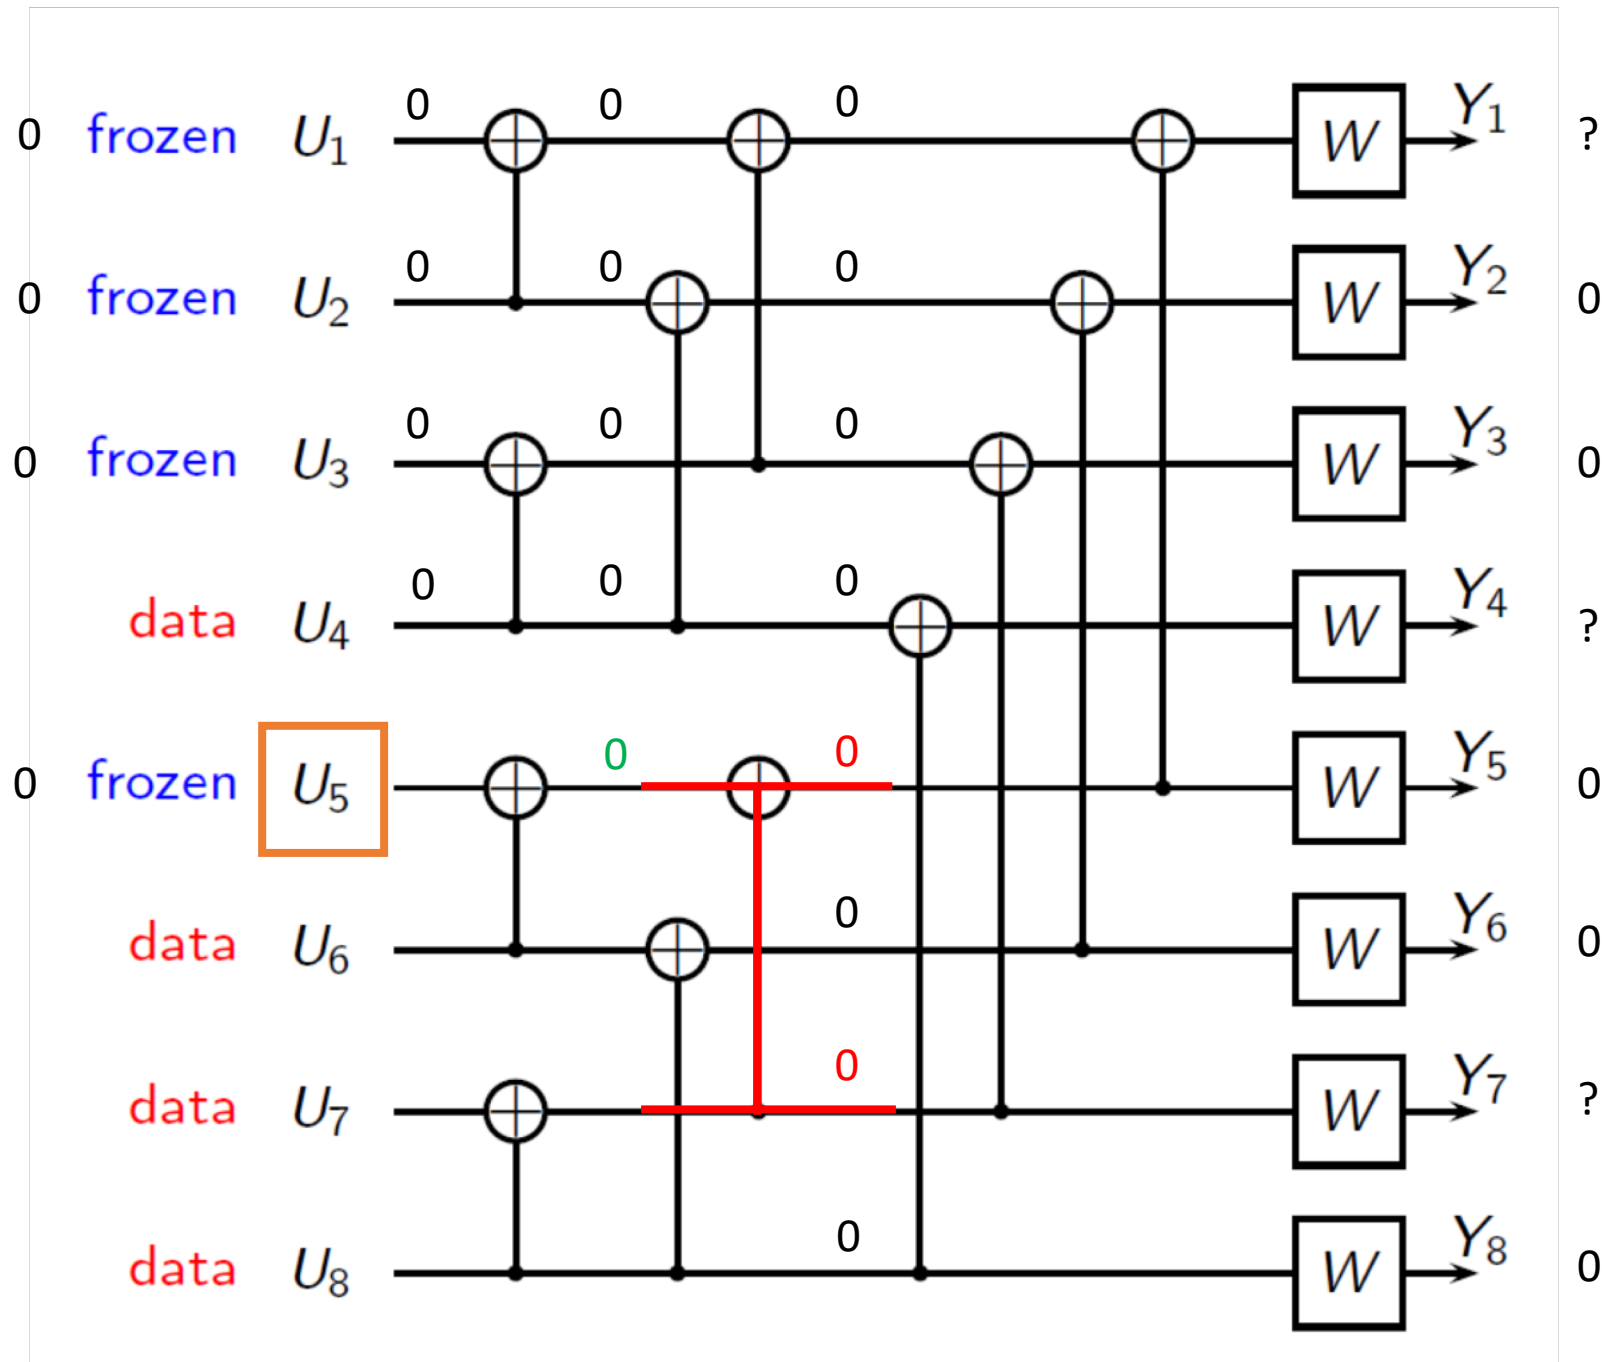 0 0 0 Y₁
0 frozen U₁ W ?
0 0 0 Y₂
0 frozen U₂ W 0
0 0 0 Y₃
0 frozen U₃ W 0
0 0 0 Y₄
data U₄ W ?
0 0 Y₅
0 frozen U₅ W 0
0 Y₆
data U₆ W 0
0 Y₇
data U₇ W ?
0 Y₈
data U₈ W 0